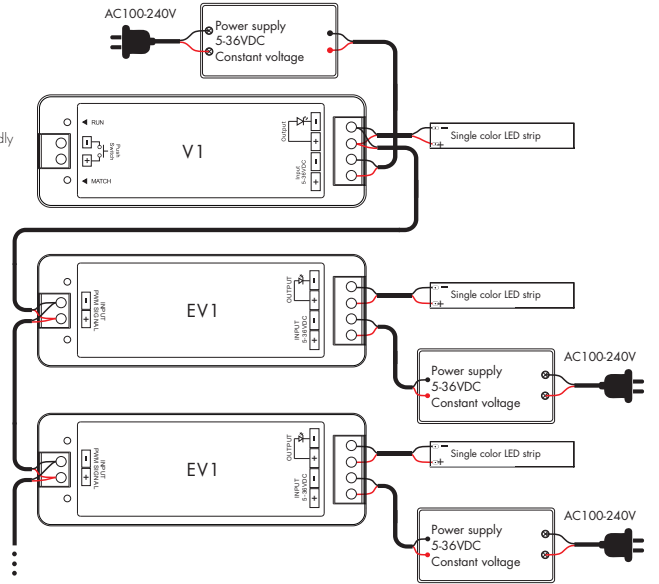 AC100-240V
Power supply
5-36VDC
Constant voltage
dly
RUN
Push
Switch
MATCH
V1
Output
Input
5-36VDC
Single color LED strip
INPUT
PWM SIGNAL
EV1
OUTPUT
INPUT
5-36VDC
Single color LED strip
Power supply
5-36VDC
Constant voltage
AC100-240V
INPUT
PWM SIGNAL
EV1
OUTPUT
INPUT
5-36VDC
Single color LED strip
Power supply
5-36VDC
Constant voltage
AC100-240V